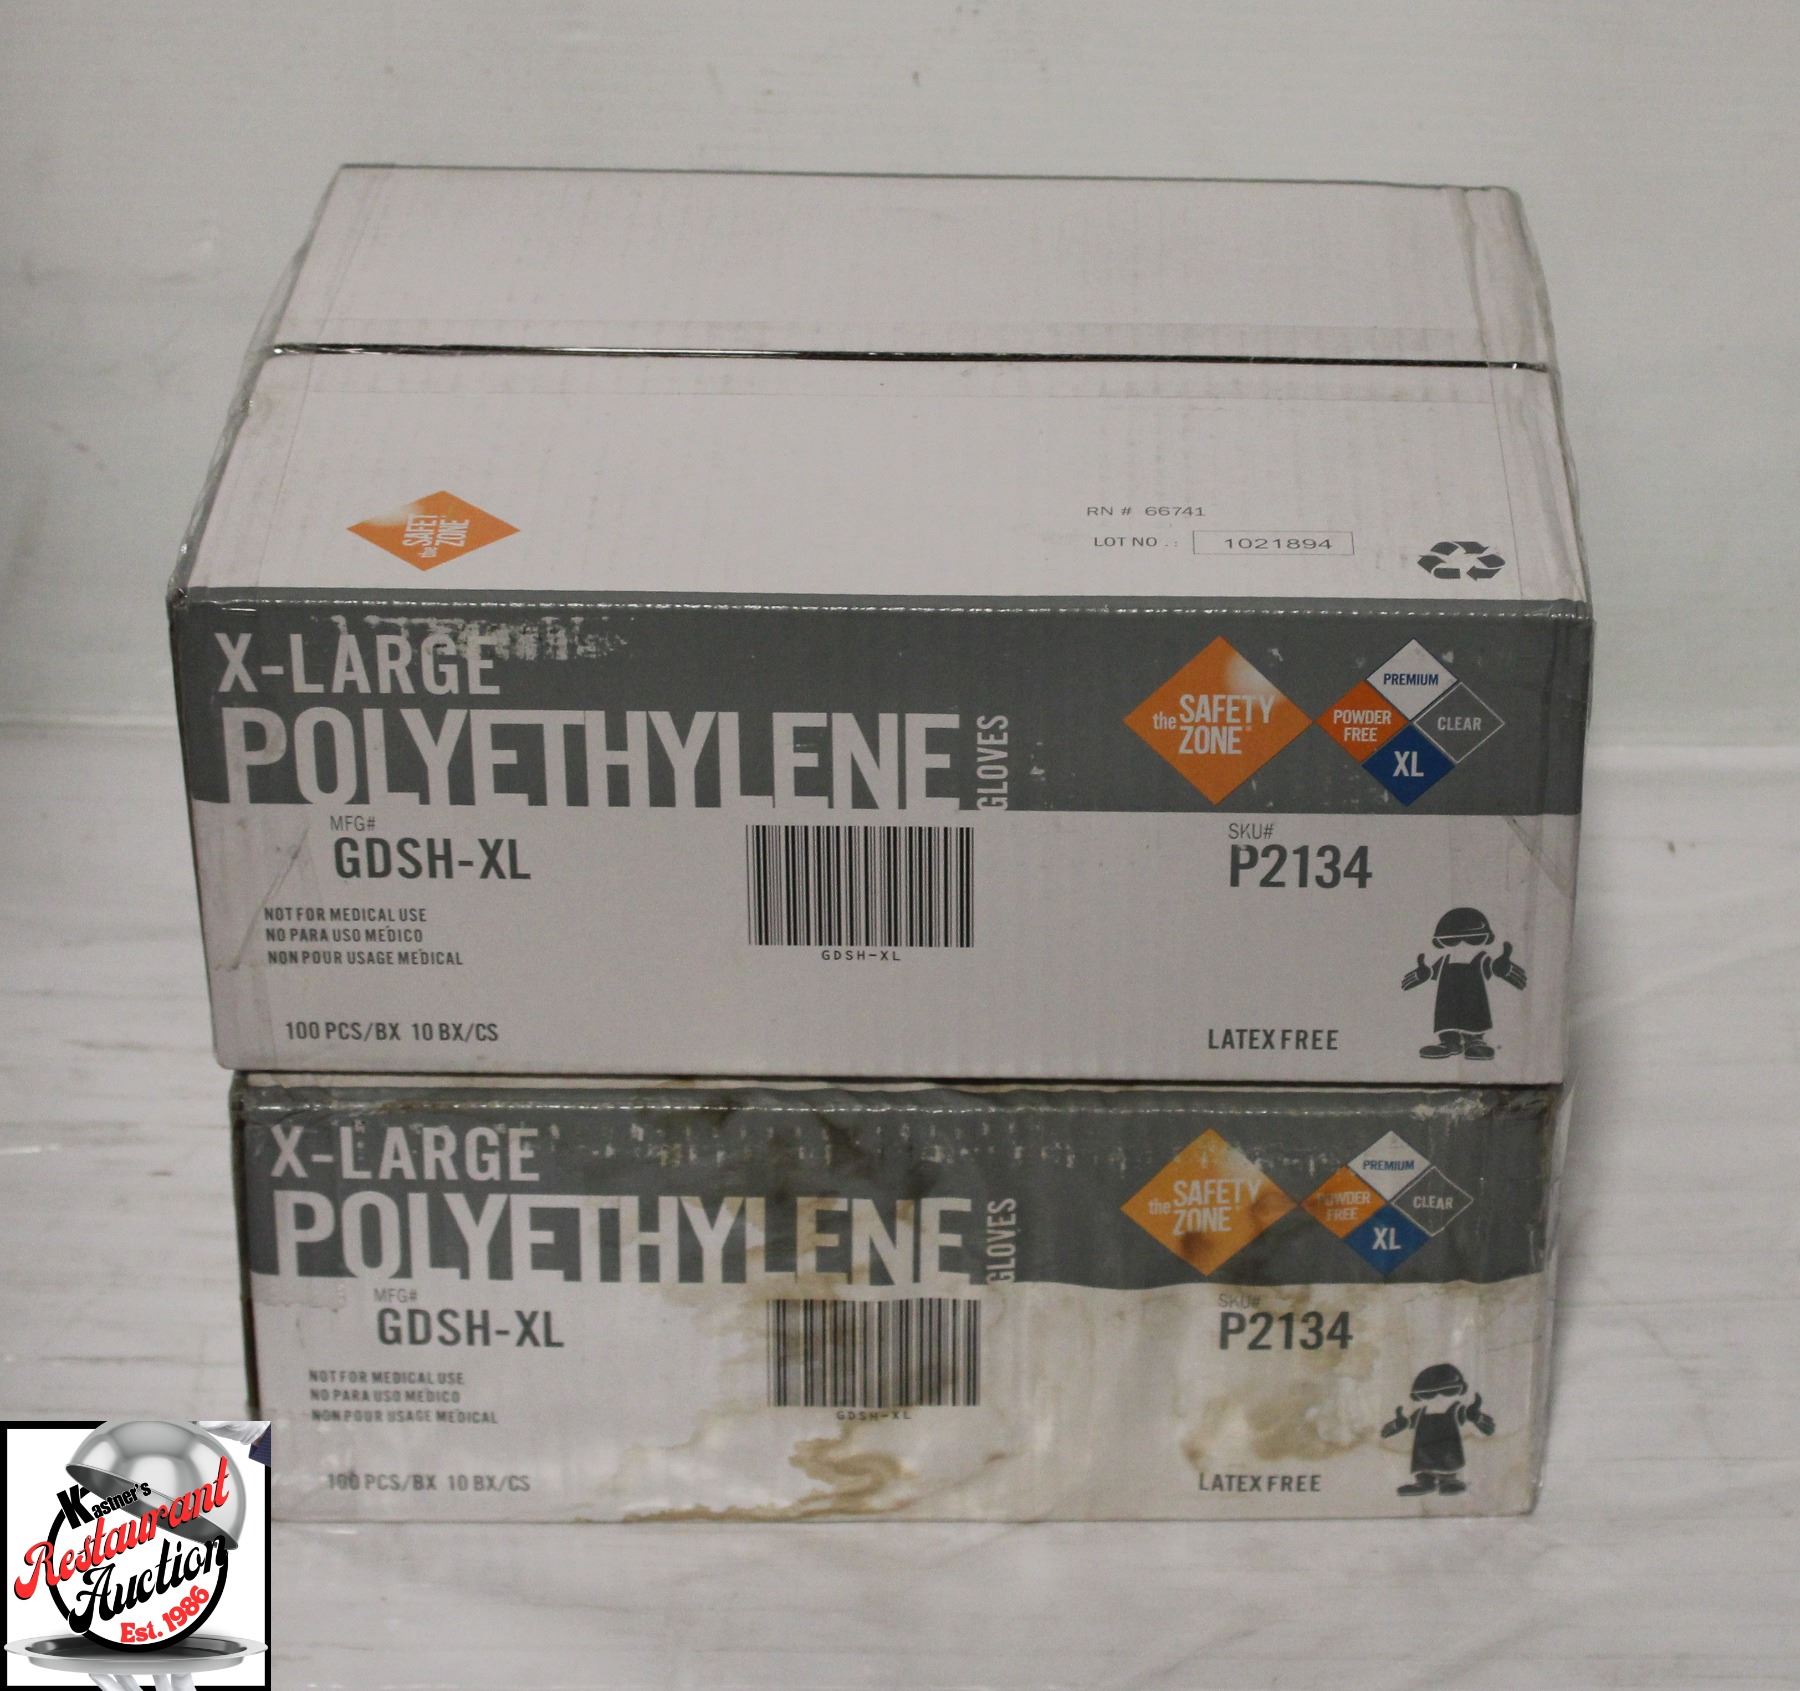 the SAFETY
ZONE
RN # 66741
LOT NO .: 1021894
X-LARGE
POLYETHYLENE
GLOVES
the SAFETY
ZONE®
PREMIUM
POWDER
FREE
CLEAR
XL
MFG#
GDSH-XL
SKU#
P2134
NOT FOR MEDICAL USE
NO PARA USO MEDICO
NON POUR USAGE MEDICAL
GDSH-XL
100 PCS/BX 10 BX/CS
LATEX FREE
X-LARGE
POLYETHYLENE
GLOVES
the SAFETY
ZONE®
PREMIUM
POWDER
FREE
CLEAR
XL
MFG#
GDSH-XL
SKU#
P2134
NOT FOR MEDICAL USE
NO PARA USO MEDICO
NON POUR USAGE MEDICAL
GDSH-XL
100 PCS/BX 10 BX/CS
LATEX FREE
Kastner's
Restaurant
Auction
Est. 1986